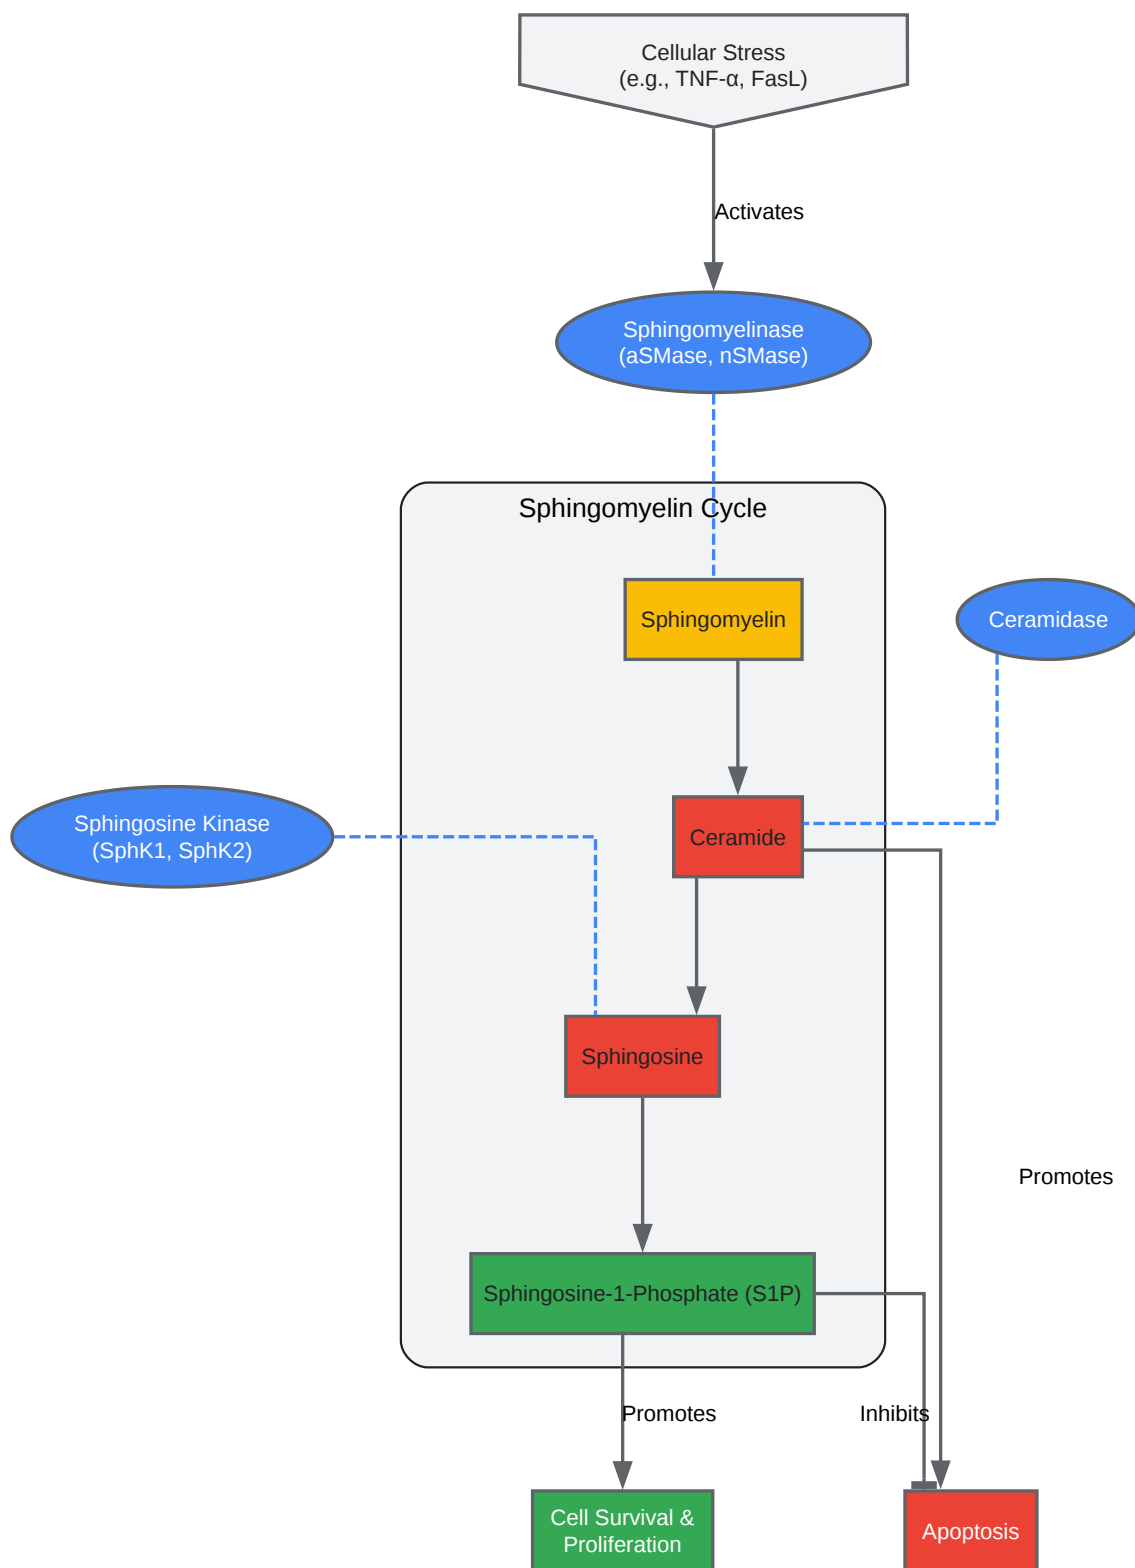 Cellular Stress
(e.g., TNF-α, FasL)
Activates
Sphingomyelinase
(aSMase, nSMase)
Sphingomyelin Cycle
Sphingomyelin
Ceramidase
Sphingosine Kinase
(SphK1, SphK2)
Ceramide
Sphingosine
Promotes
Sphingosine-1-Phosphate (S1P)
Promotes
Inhibits
Cell Survival &
Proliferation
Apoptosis